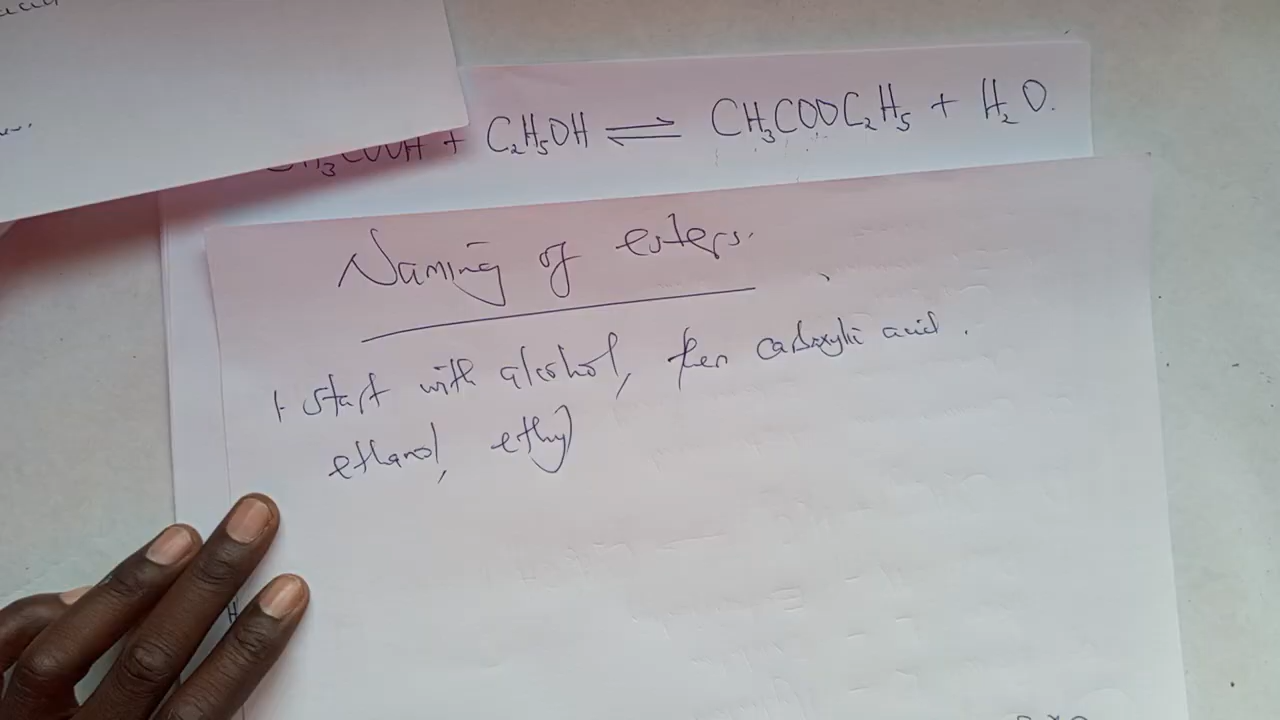 CH₃COOH + C₂H₅OH ⇌ CH₃COOC₂H₅ + H₂O.
Naming of esters.
1. start with alcohol, then carboxylic acid.
ethanol, ethyl
H